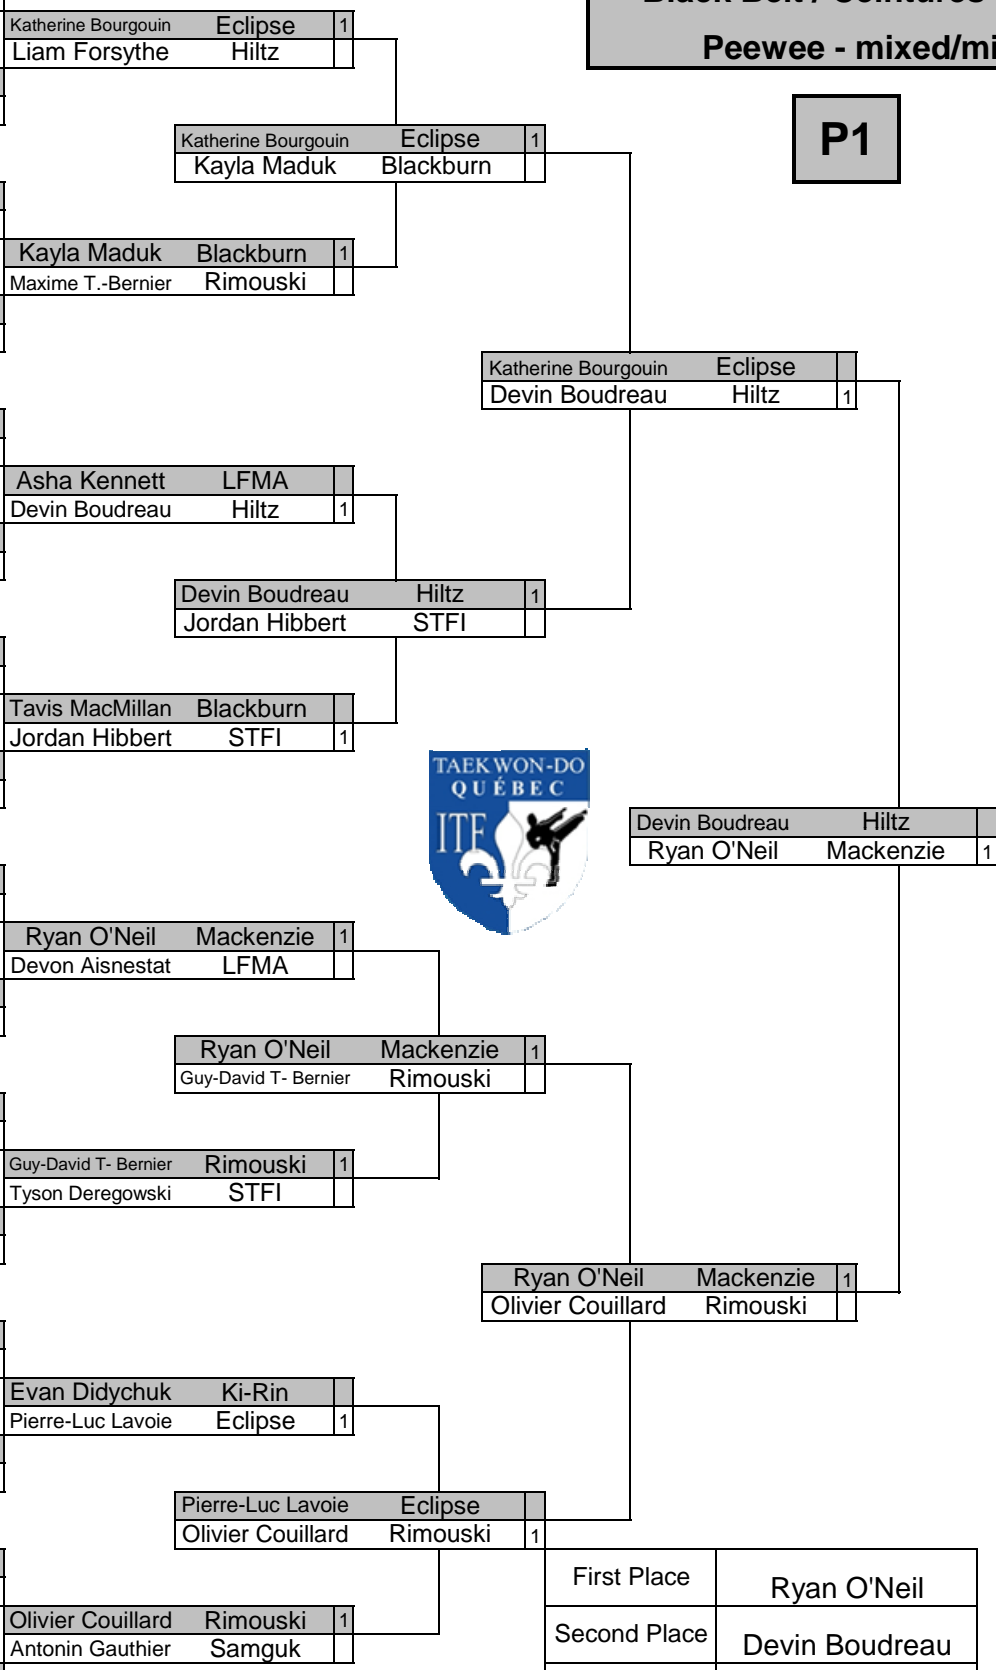 Peewee - mixed/mi
P1
Katherine Bourgouin Eclipse 1
Liam Forsythe Hiltz
Katherine Bourgouin Eclipse 1
Kayla Maduk Blackburn
Kayla Maduk Blackburn 1
Maxime T.-Bernier Rimouski
Katherine Bourgouin Eclipse
Devin Boudreau Hiltz 1
Asha Kennett LFMA
Devin Boudreau Hiltz 1
Devin Boudreau Hiltz 1
Jordan Hibbert STFI
Tavis MacMillan Blackburn
Jordan Hibbert STFI 1
TAEKWON-DO
QUÉBEC
ITF
Devin Boudreau Hiltz
Ryan O'Neil Mackenzie 1
Ryan O'Neil Mackenzie 1
Devon Aisnestat LFMA
Ryan O'Neil Mackenzie 1
Guy-David T- Bernier Rimouski
Guy-David T- Bernier Rimouski 1
Tyson Deregowski STFI
Ryan O'Neil Mackenzie 1
Olivier Couillard Rimouski
Evan Didychuk Ki-Rin
Pierre-Luc Lavoie Eclipse 1
Pierre-Luc Lavoie Eclipse
Olivier Couillard Rimouski 1
First Place Ryan O'Neil
Olivier Couillard Rimouski 1
Antonin Gauthier Samguk
Second Place Devin Boudreau